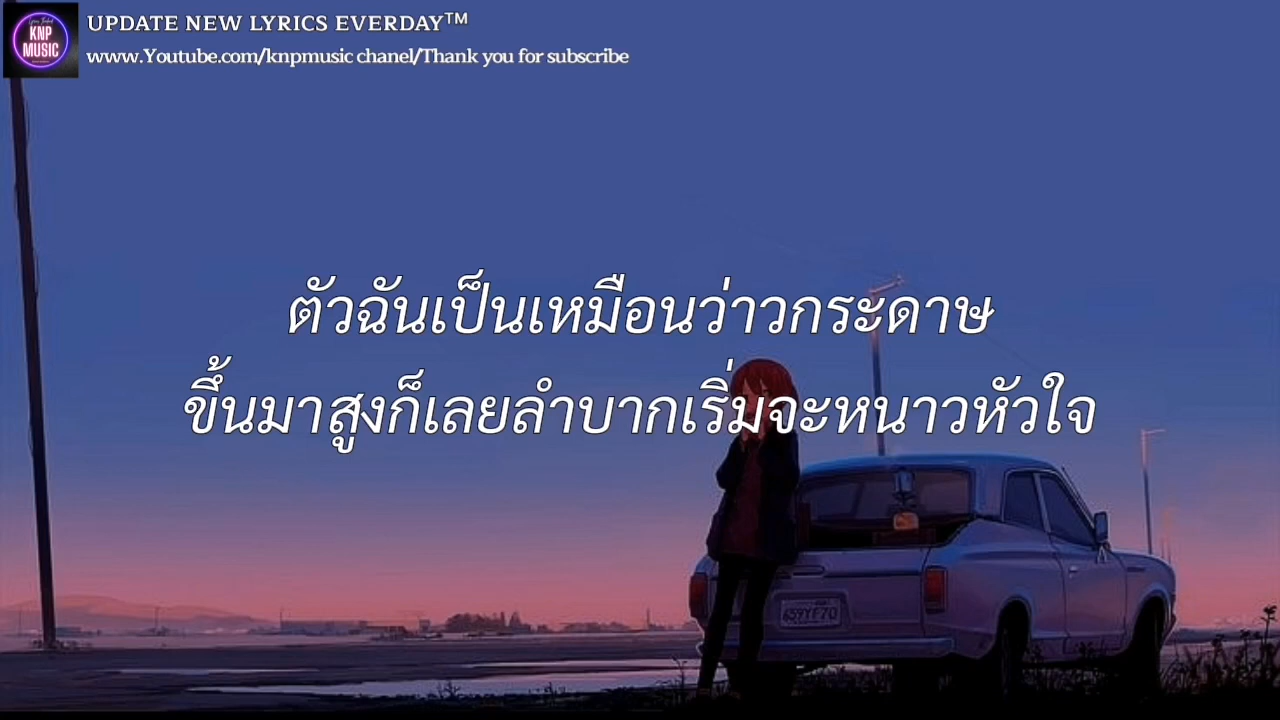 KNP
MUSIC
UPDATE NEW LYRICS EVERDAY™
www.Youtube.com/knpmusic chanel/Thank you for subscribe
ตัวฉันเป็นเหมือนว่าวกระดาษ
ขึ้นมาสูงก็เลยลำบากเริ่มจะหนาวหัวใจ
659YF70